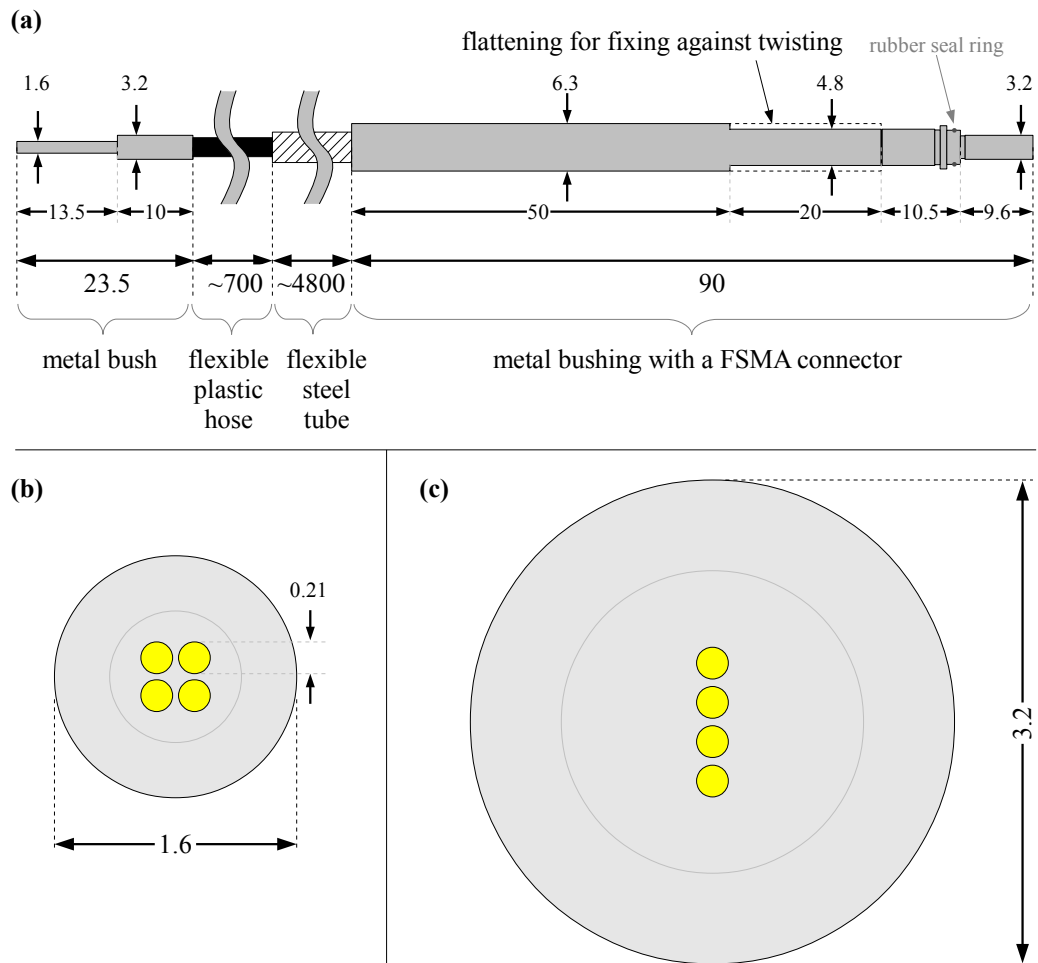 (a)
flattening for fixing against twisting
rubber seal ring
1.6
3.2
6.3
4.8
3.2
13.5
10
50
20
10.5
9.6
23.5
~700
~4800
90
metal bush
flexible
plastic
hose
flexible
steel
tube
metal bushing with a FSMA connector
(b)
0.21
1.6
(c)
3.2